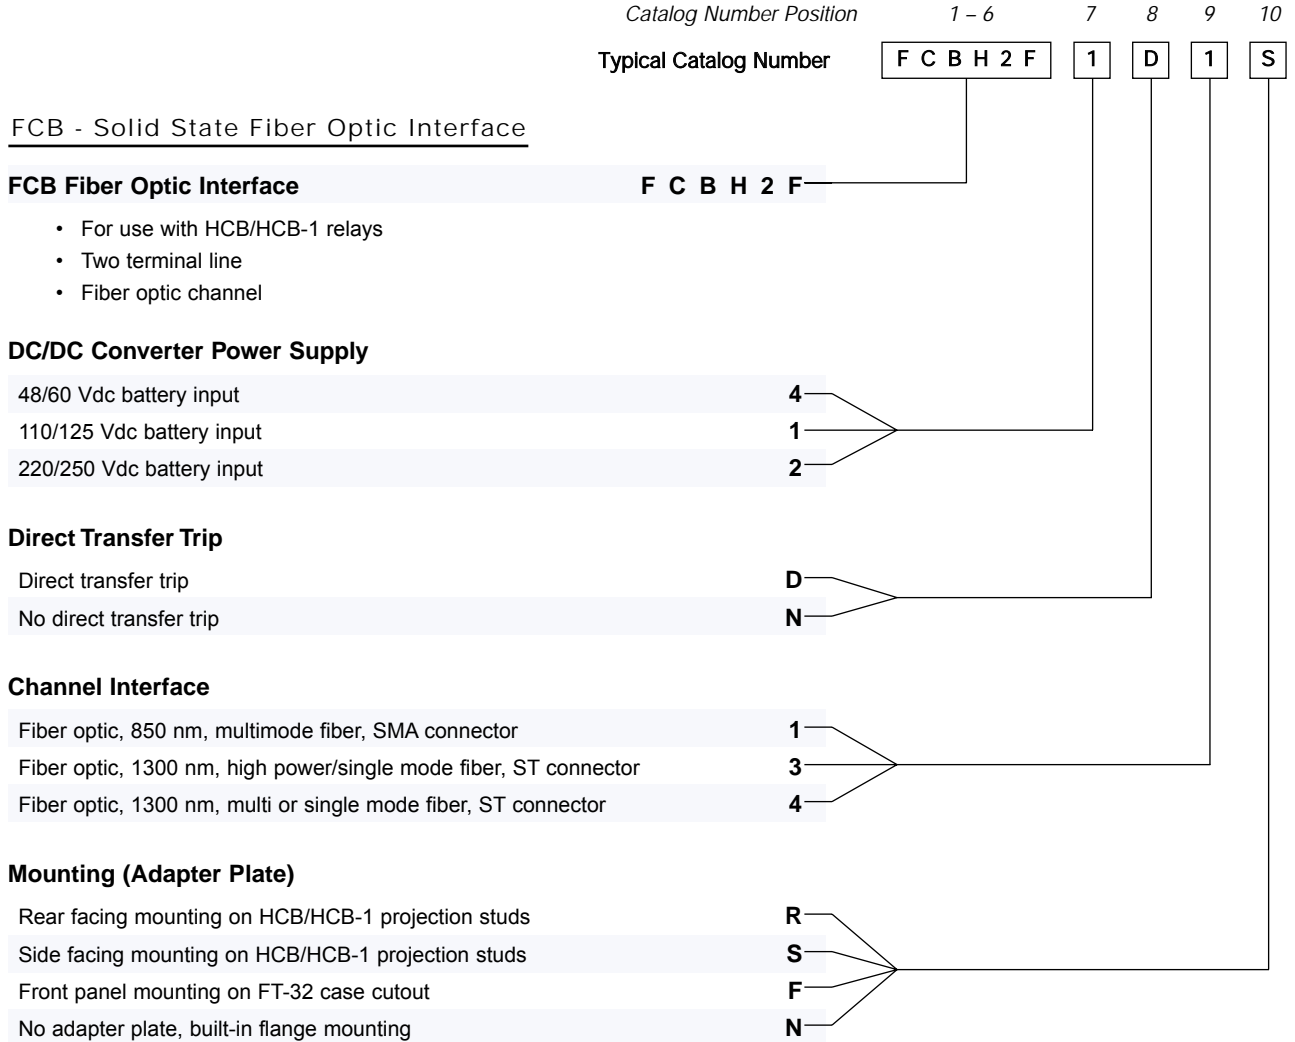 Catalog Number Position 1 – 6 7 8 9 10
Typical Catalog Number F C B H 2 F 1 D 1 S
FCB - Solid State Fiber Optic Interface
FCB Fiber Optic Interface F C B H 2 F
• For use with HCB/HCB-1 relays
• Two terminal line
• Fiber optic channel
DC/DC Converter Power Supply
48/60 Vdc battery input 4
110/125 Vdc battery input 1
220/250 Vdc battery input 2
Direct Transfer Trip
Direct transfer trip D
No direct transfer trip N
Channel Interface
Fiber optic, 850 nm, multimode fiber, SMA connector 1
Fiber optic, 1300 nm, high power/single mode fiber, ST connector 3
Fiber optic, 1300 nm, multi or single mode fiber, ST connector 4
Mounting (Adapter Plate)
Rear facing mounting on HCB/HCB-1 projection studs R
Side facing mounting on HCB/HCB-1 projection studs S
Front panel mounting on FT-32 case cutout F
No adapter plate, built-in flange mounting N